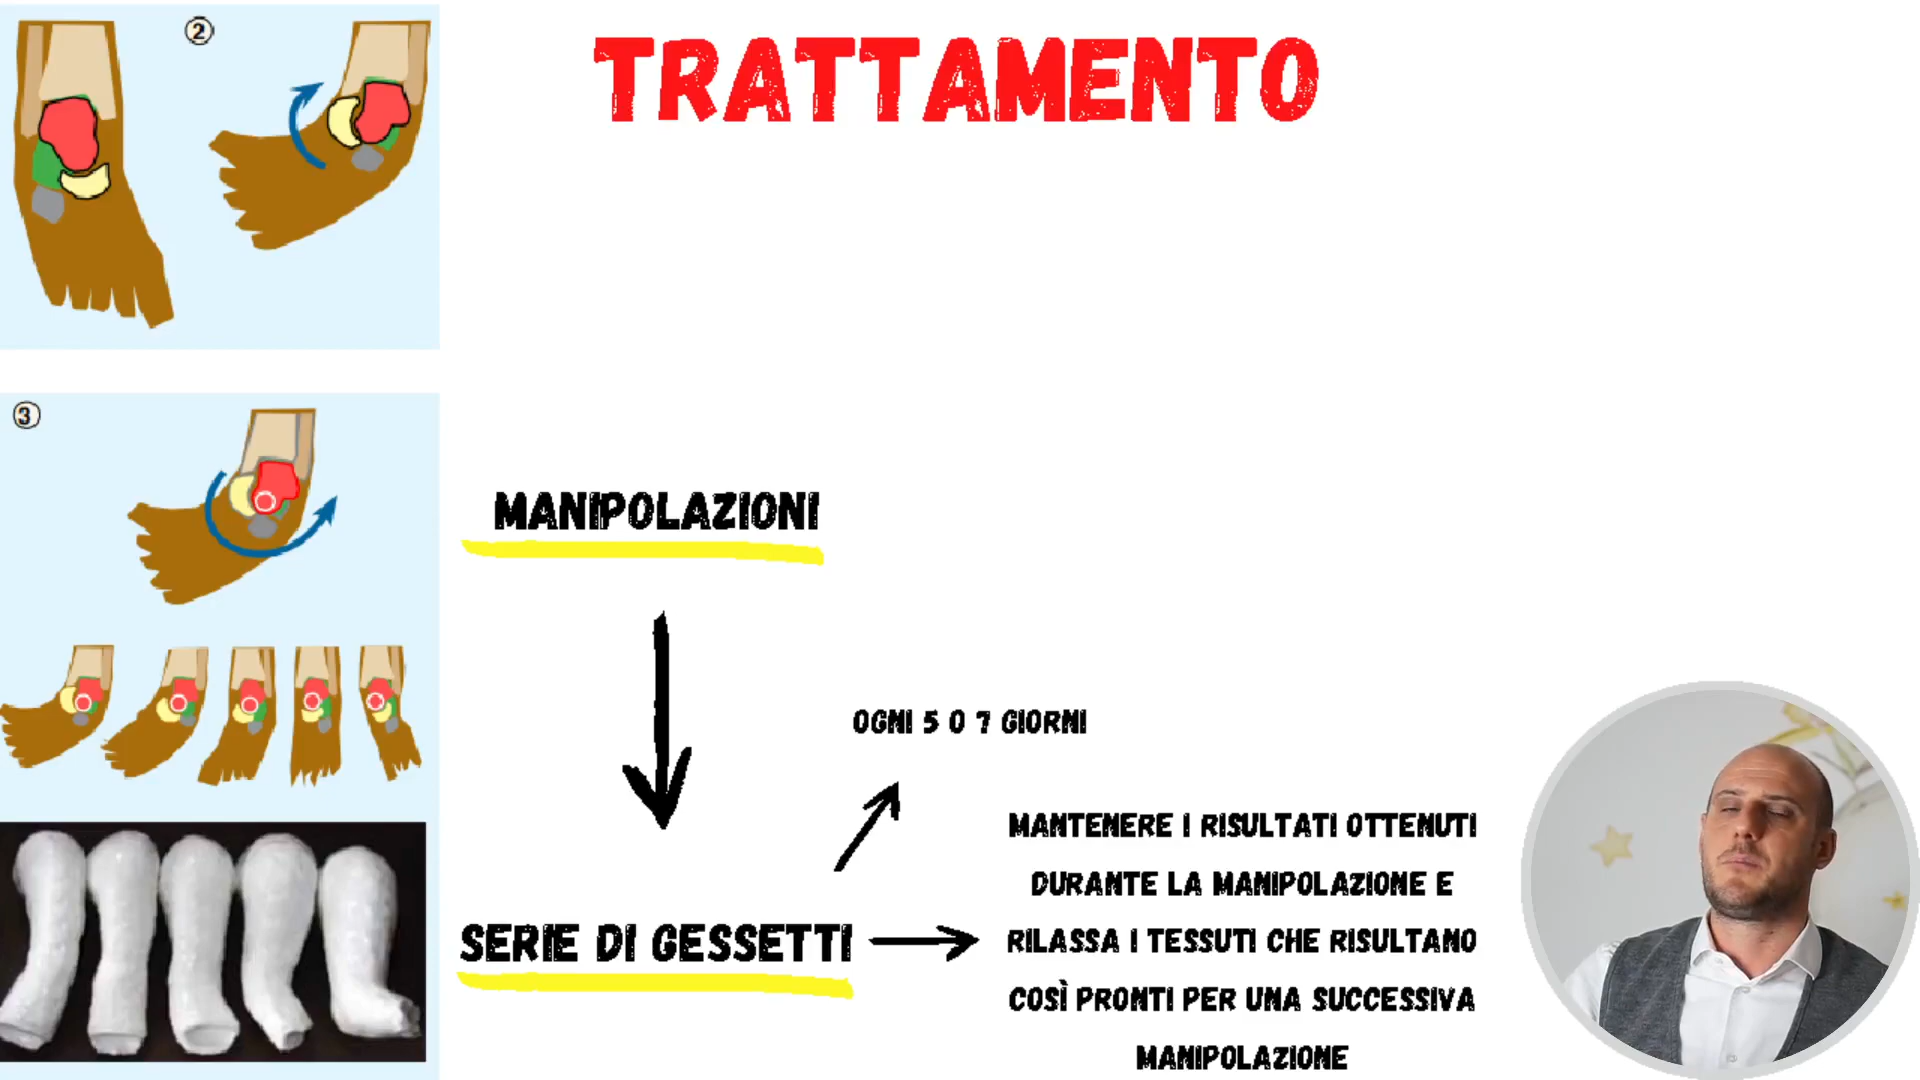 2
TRATTAMENTO
3
MANIPOLAZIONI
OGNI 5 O 7 GIORNI
SERIE DI GESSETTI
MANTENERE I RISULTATI OTTENUTI
DURANTE LA MANIPOLAZIONE E
RILASSA I TESSUTI CHE RISULTANO
COSÌ PRONTI PER UNA SUCCESSIVA
MANIPOLAZIONE